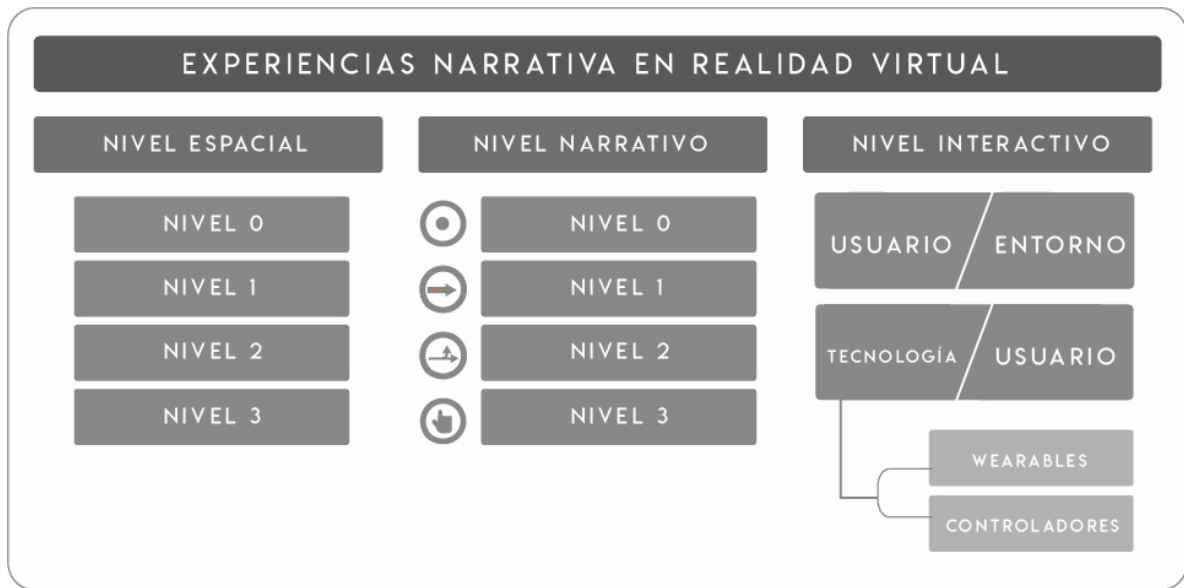 EXPERIENCIAS NARRATIVA EN REALIDAD VIRTUAL
NIVEL ESPACIAL
NIVEL 0
NIVEL 1
NIVEL 2
NIVEL 3
NIVEL NARRATIVO
NIVEL 0
NIVEL 1
NIVEL 2
NIVEL 3
NIVEL INTERACTIVO
USUARIO / ENTORNO
TECNOLOGÍA / USUARIO
WEARABLES
CONTROLADORES